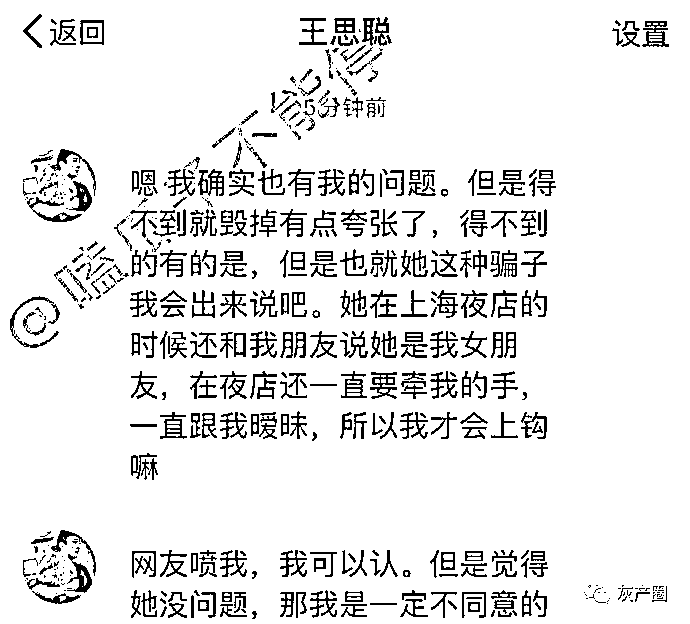 返回
王思聪
设置
5分钟前
嗯 我确实也有我的问题。但是得
不到就毁掉有点夸张了，得不到
的有的是，但是也就她这种骗子
我会出来说吧。她在上海夜店的
时候还和我朋友说她是我女朋
友，在夜店还一直要牵我的手，
一直跟我暧昧，所以我才会上钩
嘛
网友喷我，我可以认。但是觉得
她没问题，那我是一定不同意的
@嗑瓜子不能停
灰产圈